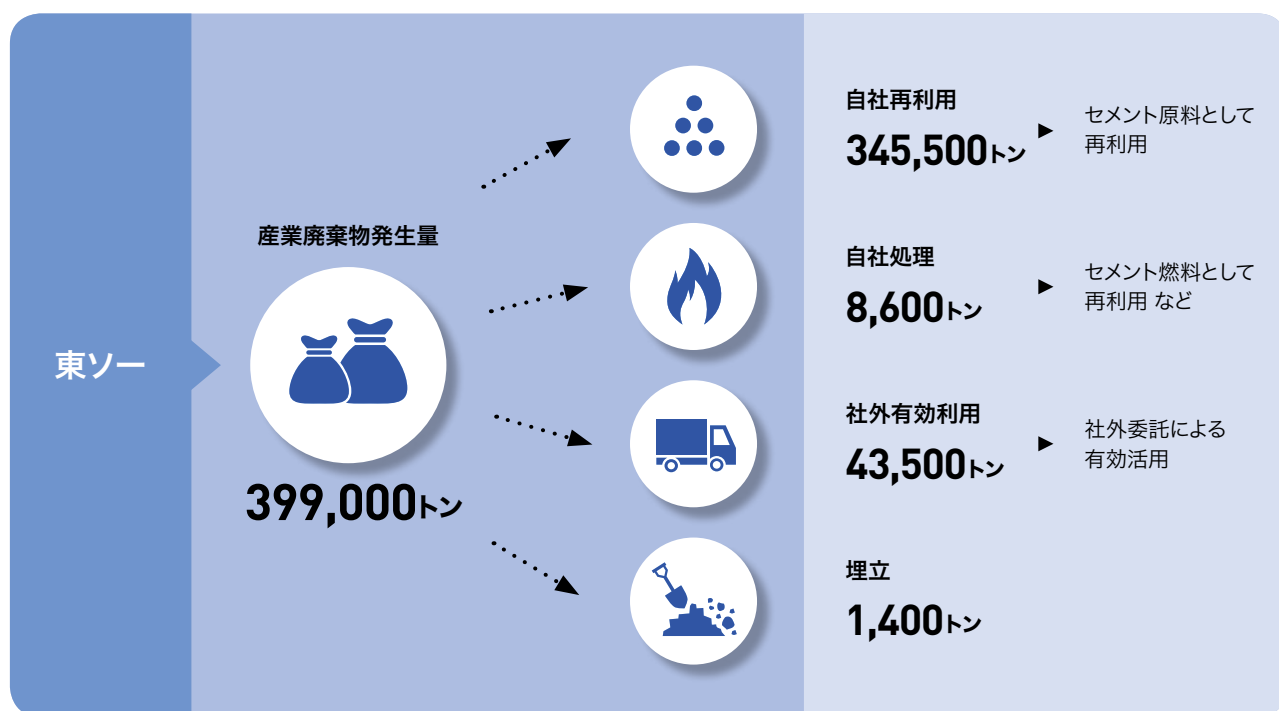 東ソー
産業廃棄物発生量
399,000トン
自社再利用
345,500トン
セメント原料として
再利用
自社処理
8,600トン
セメント燃料として
再利用 など
社外有効利用
43,500トン
社外委託による
有効活用
埋立
1,400トン